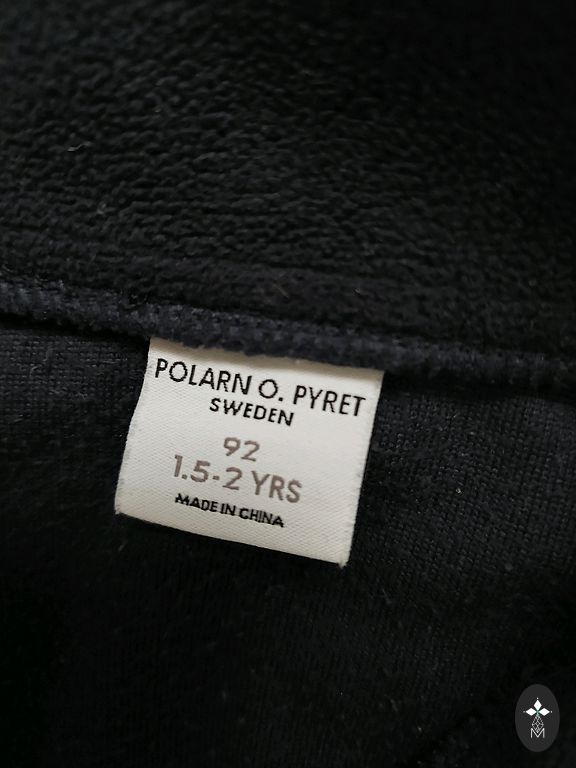 POLARN O. PYRET
SWEDEN
92
1.5-2 YRS
MADE IN CHINA
M